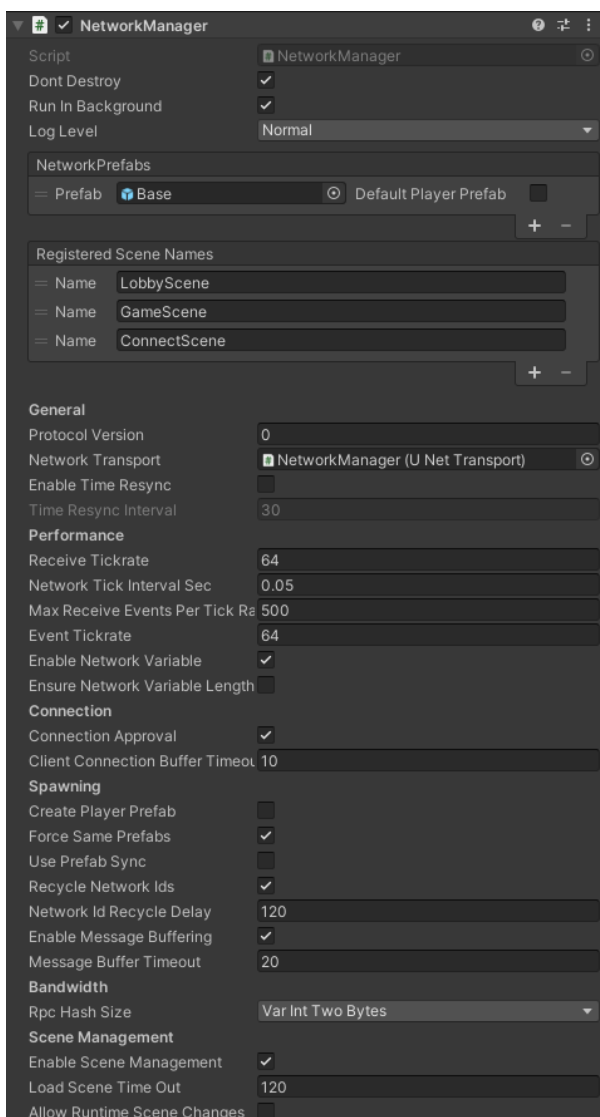 NetworkManager
Script NetworkManager
Dont Destroy
Run In Background
Log Level Normal
NetworkPrefabs
Prefab Base Default Player Prefab
Registered Scene Names
Name LobbyScene
Name GameScene
Name ConnectScene
General
Protocol Version 0
Network Transport NetworkManager (U Net Transport)
Enable Time Resync
Time Resync Interval 30
Performance
Receive Tickrate 64
Network Tick Interval Sec 0.05
Max Receive Events Per Tick Ra 500
Event Tickrate 64
Enable Network Variable
Ensure Network Variable Length
Connection
Connection Approval
Client Connection Buffer Timeou 10
Spawning
Create Player Prefab
Force Same Prefabs
Use Prefab Sync
Recycle Network Ids
Network Id Recycle Delay 120
Enable Message Buffering
Message Buffer Timeout 20
Bandwidth
Rpc Hash Size Var Int Two Bytes
Scene Management
Enable Scene Management
Load Scene Time Out 120
Allow Runtime Scene Changes